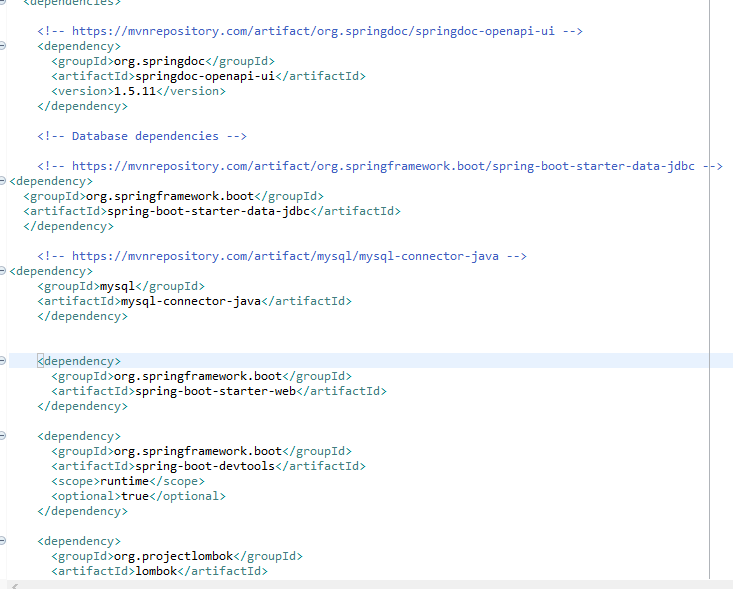 <dependencies>
<!-- https://mvnrepository.com/artifact/org.springdoc/springdoc-openapi-ui -->
<dependency>
<groupId>org.springdoc</groupId>
<artifactId>springdoc-openapi-ui</artifactId>
<version>1.5.11</version>
</dependency>
<!-- Database dependencies -->
<!-- https://mvnrepository.com/artifact/org.springframework.boot/spring-boot-starter-data-jdbc -->
<dependency>
<groupId>org.springframework.boot</groupId>
<artifactId>spring-boot-starter-data-jdbc</artifactId>
</dependency>
<!-- https://mvnrepository.com/artifact/mysql/mysql-connector-java -->
<dependency>
<groupId>mysql</groupId>
<artifactId>mysql-connector-java</artifactId>
</dependency>
<dependency>
<groupId>org.springframework.boot</groupId>
<artifactId>spring-boot-starter-web</artifactId>
</dependency>
<dependency>
<groupId>org.springframework.boot</groupId>
<artifactId>spring-boot-devtools</artifactId>
<scope>runtime</scope>
<optional>true</optional>
</dependency>
<dependency>
<groupId>org.projectlombok</groupId>
<artifactId>lombok</artifactId>